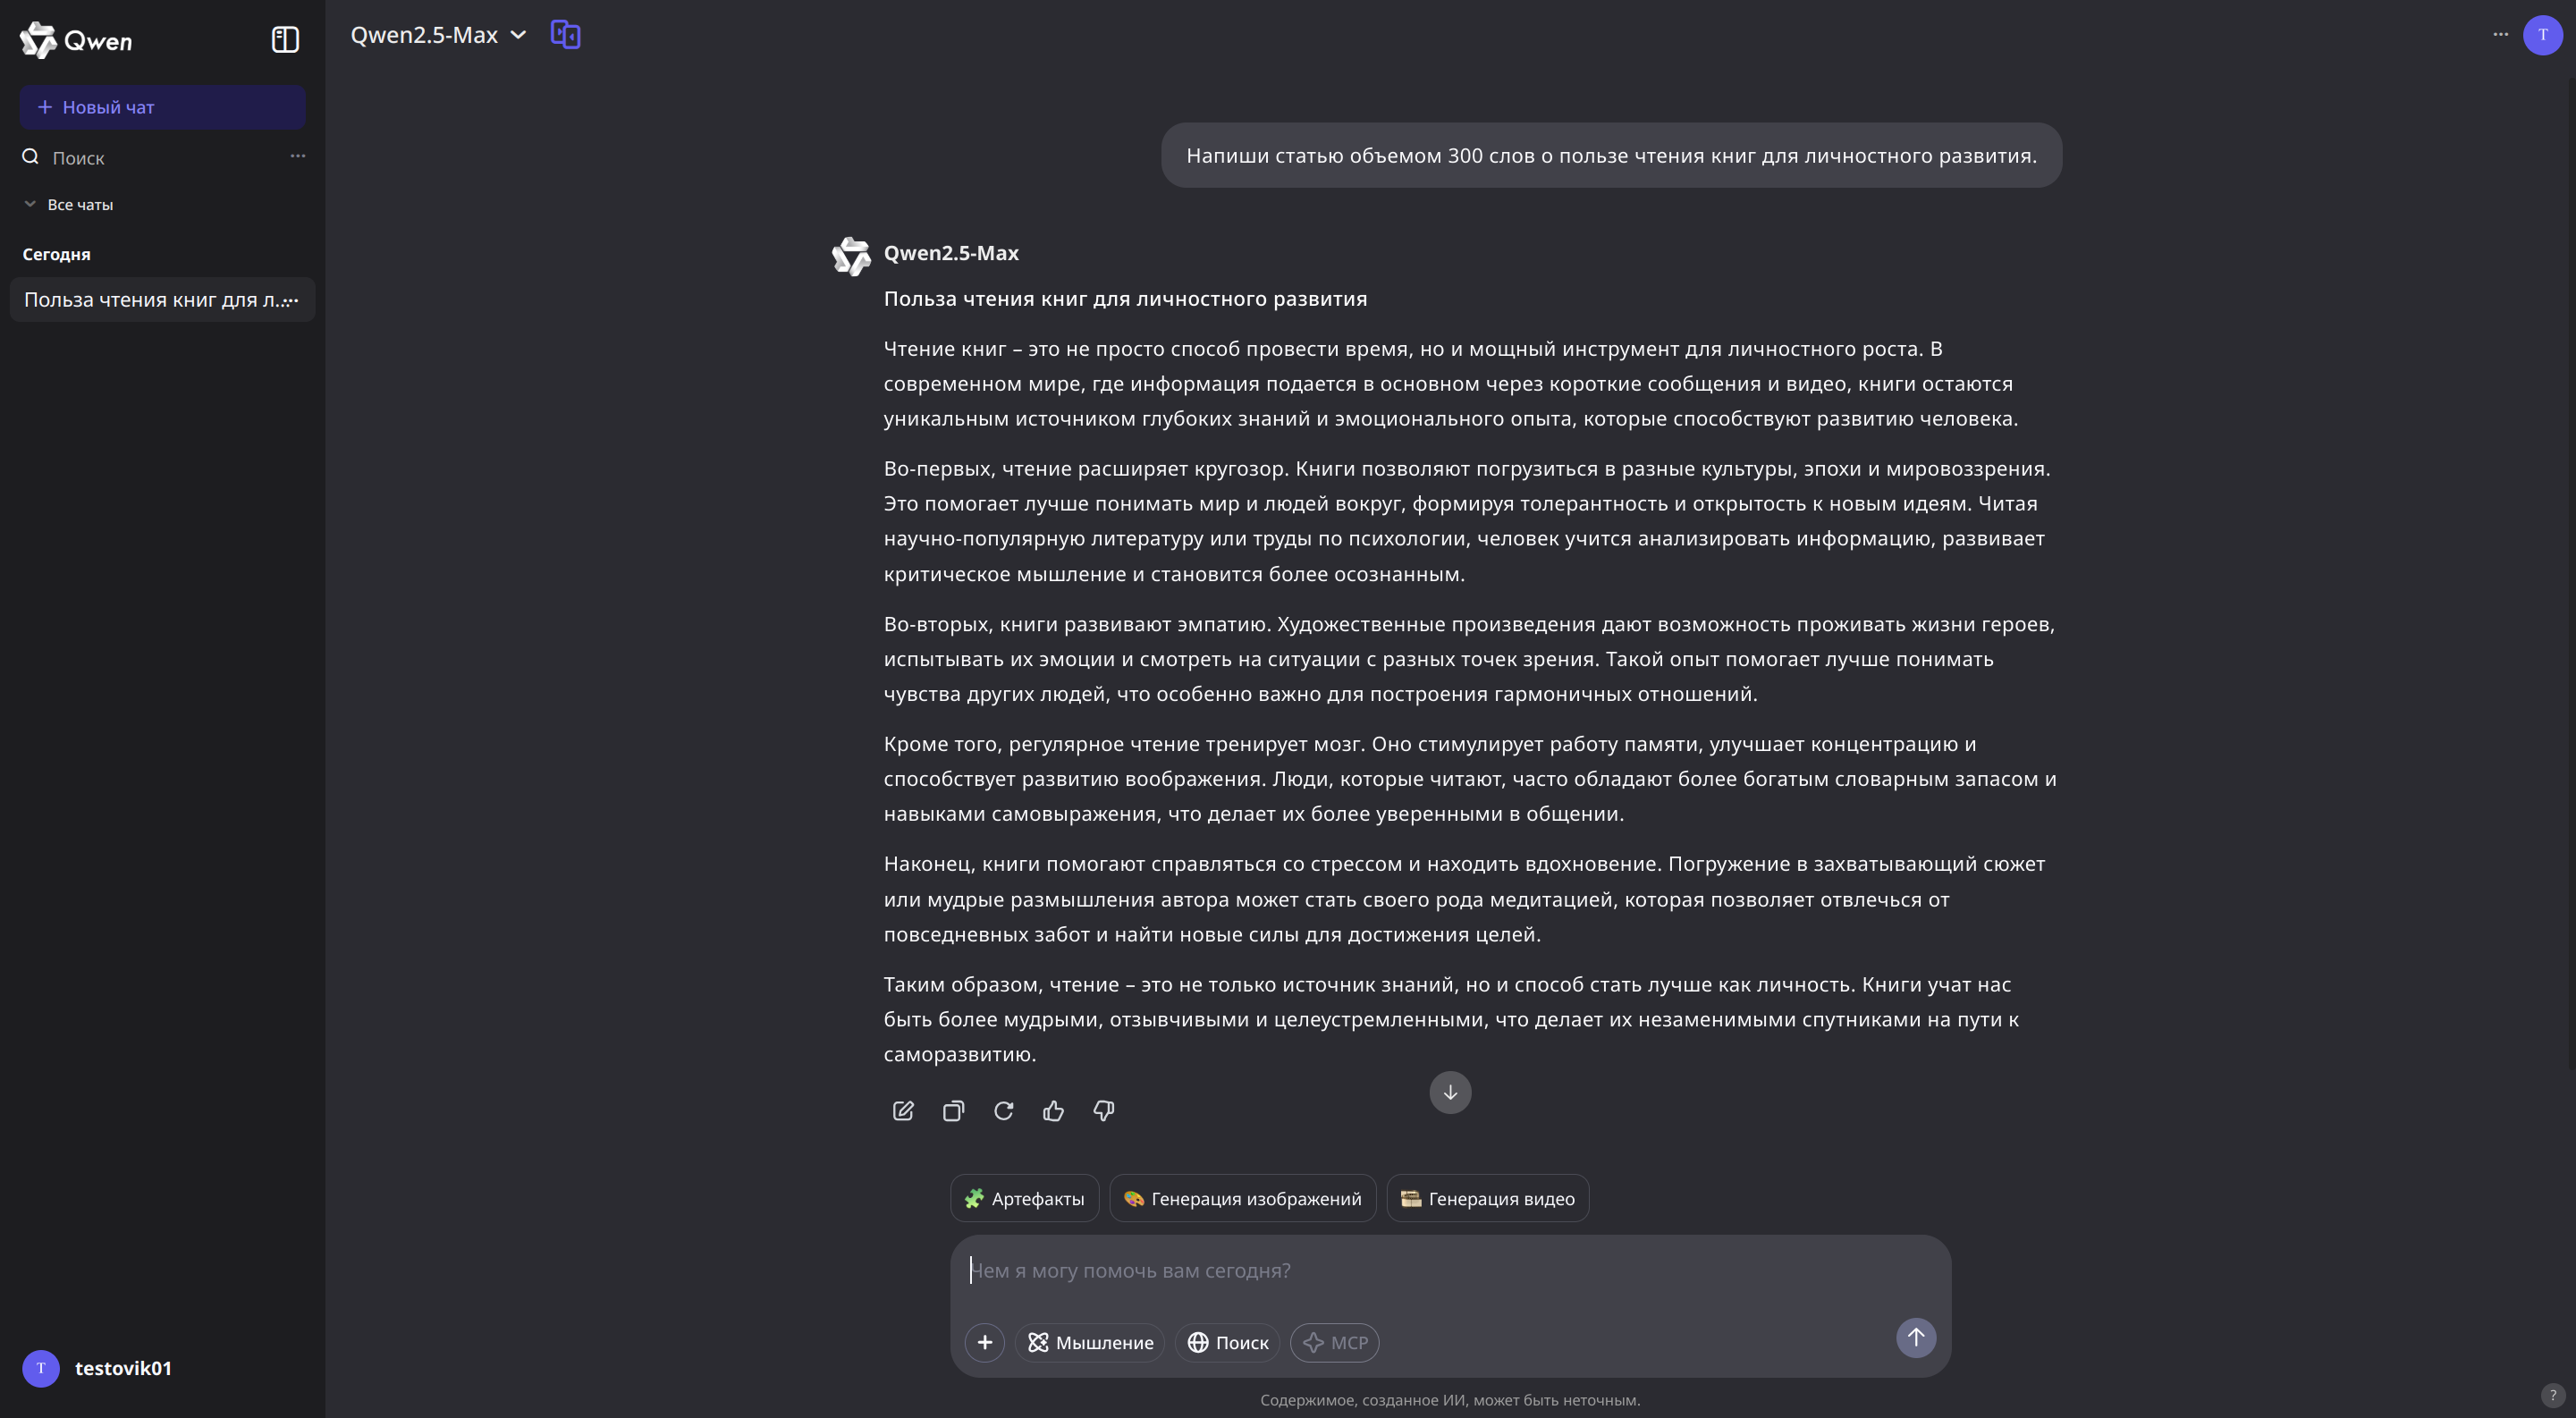 Qwen
Новый чат
Поиск
Все чаты
Сегодня
Польза чтения книг для л...
testovik01
Qwen2.5-Max
T
Напиши статью объемом 300 слов о пользе чтения книг для личностного развития.
Qwen2.5-Max
Польза чтения книг для личностного развития
Чтение книг – это не просто способ провести время, но и мощный инструмент для личностного роста. В
современном мире, где информация подается в основном через короткие сообщения и видео, книги остаются
уникальным источником глубоких знаний и эмоционального опыта, которые способствуют развитию человека.
Во-первых, чтение расширяет кругозор. Книги позволяют погрузиться в разные культуры, эпохи и мировоззрения.
Это помогает лучше понимать мир и людей вокруг, формируя толерантность и открытость к новым идеям. Читая
научно-популярную литературу или труды по психологии, человек учится анализировать информацию, развивает
критическое мышление и становится более осознанным.
Во-вторых, книги развивают эмпатию. Художественные произведения дают возможность проживать жизни героев,
испытывать их эмоции и смотреть на ситуации с разных точек зрения. Такой опыт помогает лучше понимать
чувства других людей, что особенно важно для построения гармоничных отношений.
Кроме того, регулярное чтение тренирует мозг. Оно стимулирует работу памяти, улучшает концентрацию и
способствует развитию воображения. Люди, которые читают, часто обладают более богатым словарным запасом и
навыками самовыражения, что делает их более уверенными в общении.
Наконец, книги помогают справляться со стрессом и находить вдохновение. Погружение в захватывающий сюжет
или мудрые размышления автора может стать своего рода медитацией, которая позволяет отвлечься от
повседневных забот и найти новые силы для достижения целей.
Таким образом, чтение – это не только источник знаний, но и способ стать лучше как личность. Книги учат нас
быть более мудрыми, отзывчивыми и целеустремленными, что делает их незаменимыми спутниками на пути к
саморазвитию.
Артефакты
Генерация изображений
Генерация видео
Чем я могу помочь вам сегодня?
Мышление
Поиск
MCP
Содержимое, созданное ИИ, может быть неточным.
?
T